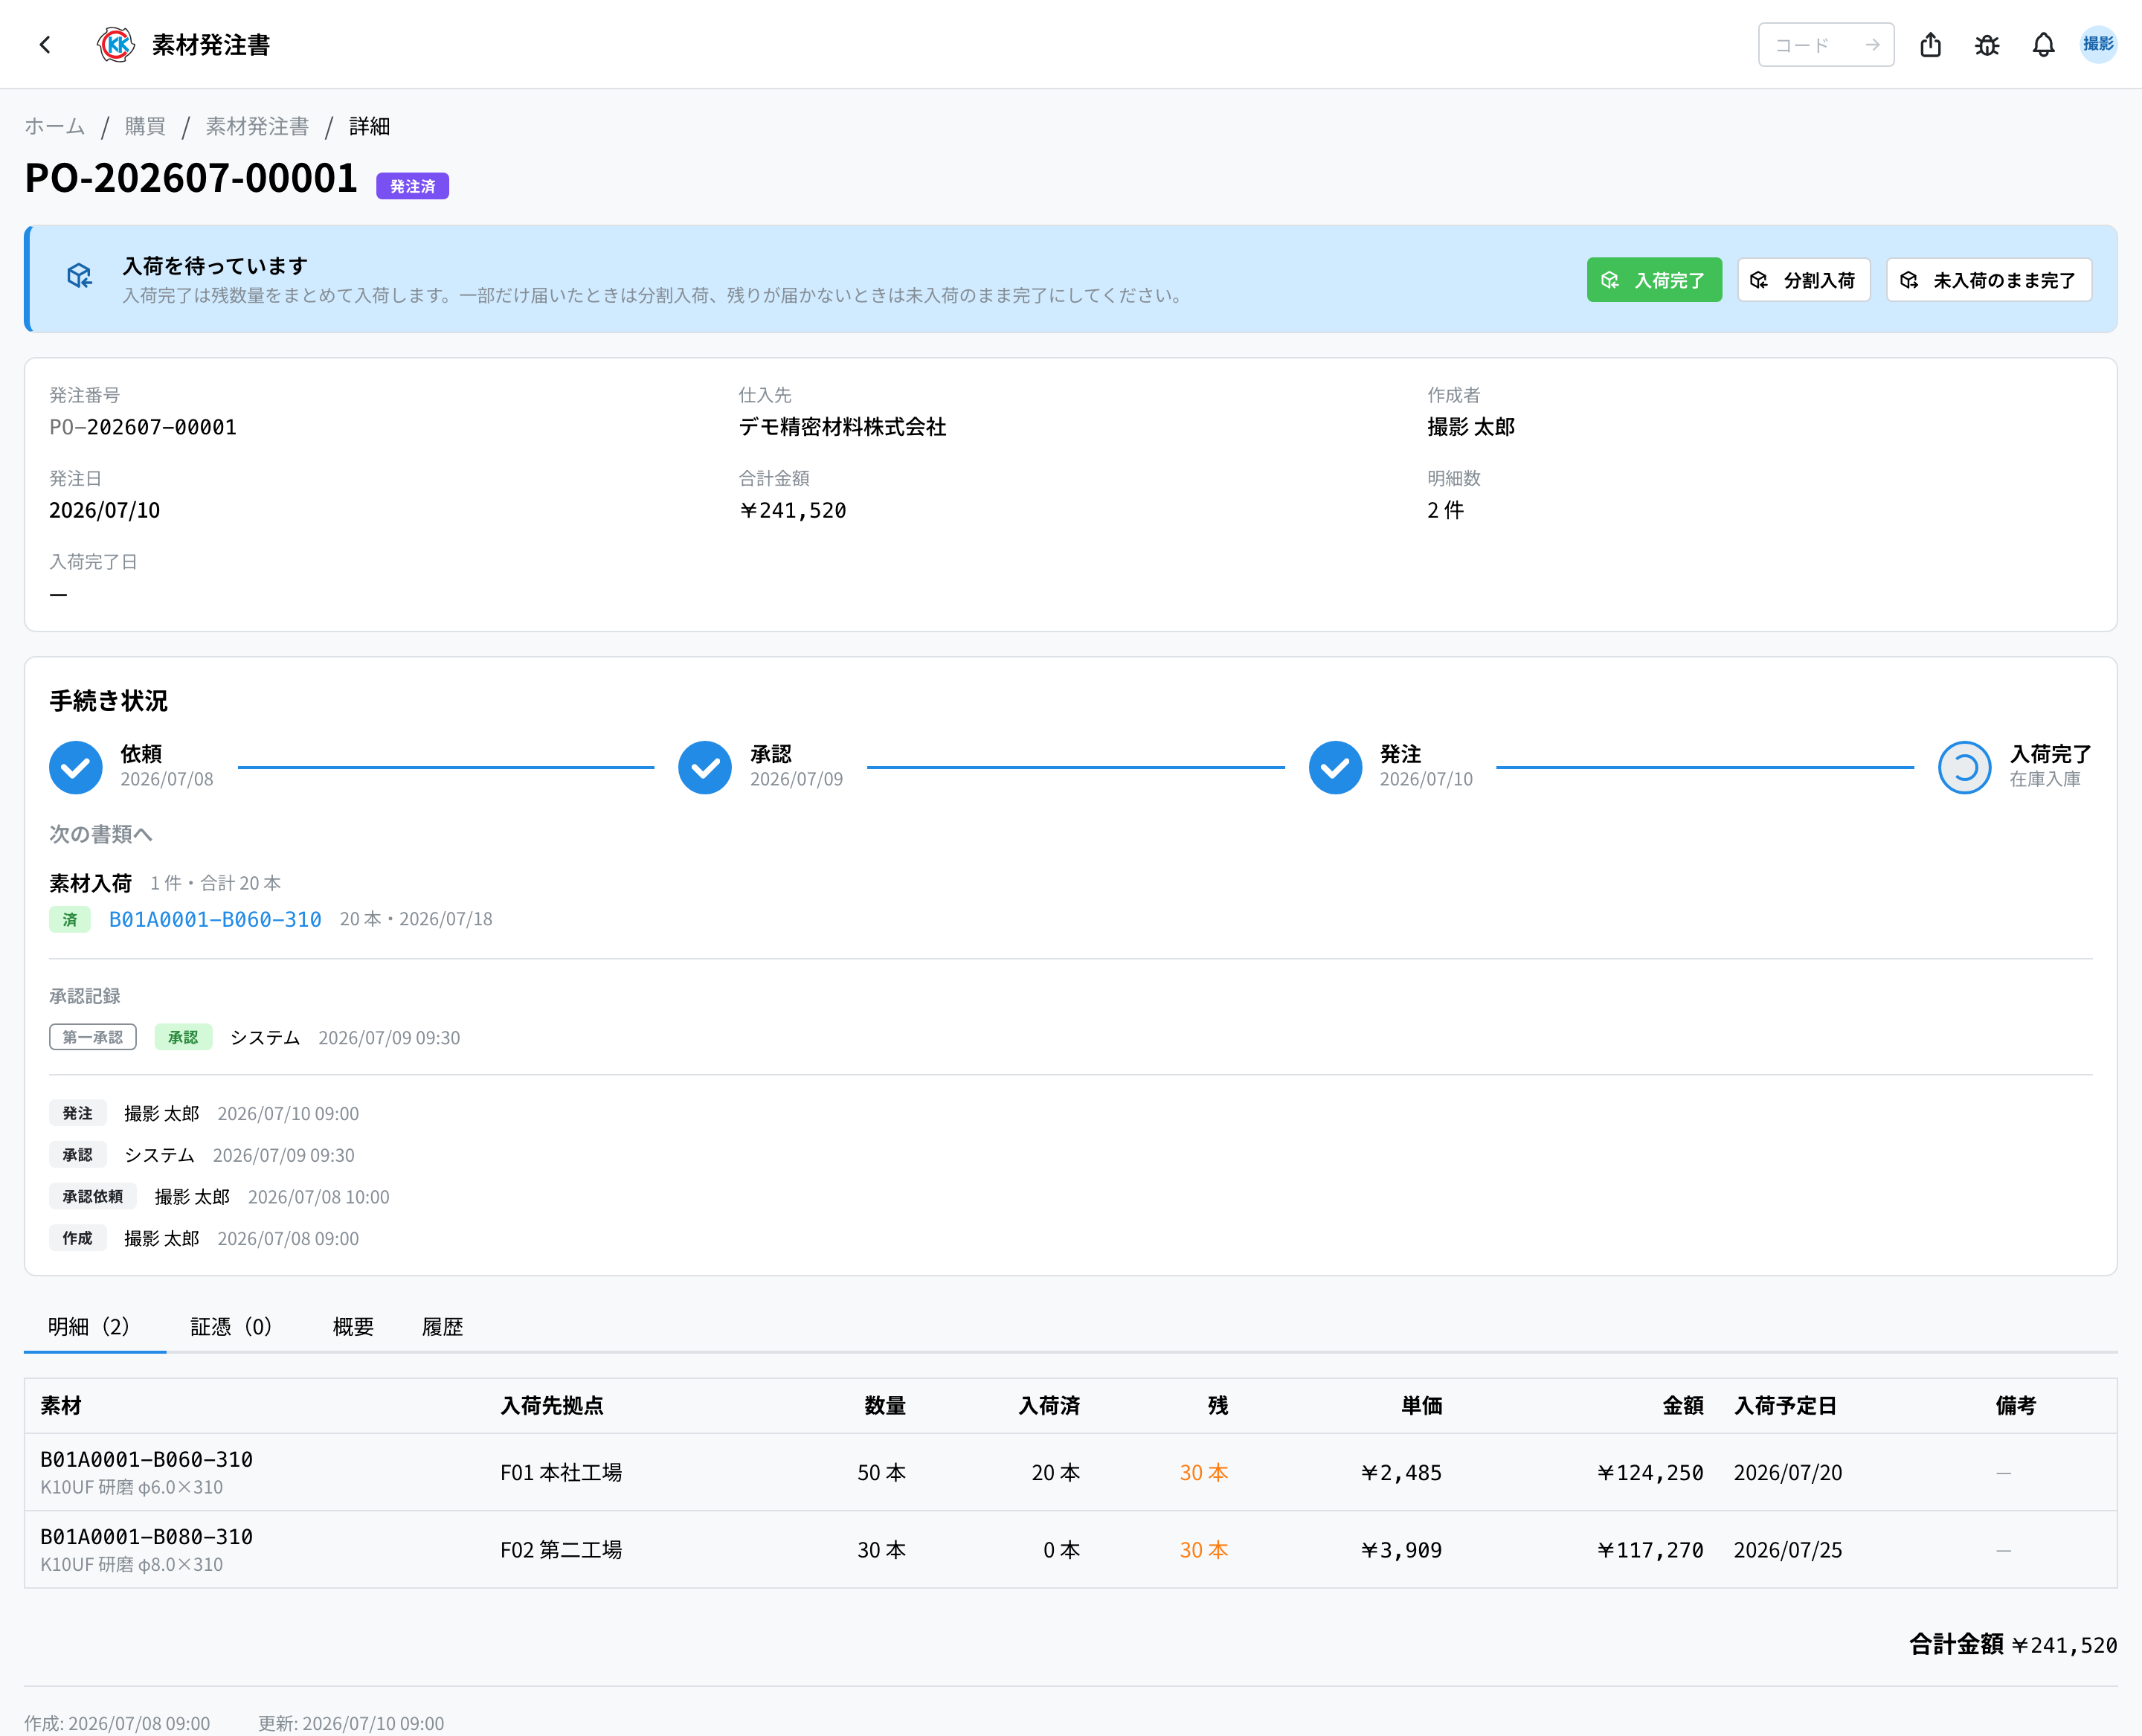 KK 素材発注書 コード → 撮影
ホーム / 購買 / 素材発注書 / 詳細
PO-202607-00001 発注済
入荷を待っています
入荷完了は残数量をまとめて入荷します。一部だけ届いたときは分割入荷、残りが届かないときは未入荷のまま完了にしてください。
入荷完了 分割入荷 未入荷のまま完了
発注番号 仕入先 作成者
PO-202607-00001 デモ精密材料株式会社 撮影 太郎
発注日 合計金額 明細数
2026/07/10 ¥241,520 2 件
入荷完了日
—
手続き状況
依頼 承認 発注 入荷完了
2026/07/08 2026/07/09 2026/07/10 在庫入庫
次の書類へ
素材入荷 1 件・合計 20 本
済 B01A0001-B060-310 20 本・2026/07/18
承認記録
第一承認 承認 システム 2026/07/09 09:30
発注 撮影 太郎 2026/07/10 09:00
承認 システム 2026/07/09 09:30
承認依頼 撮影 太郎 2026/07/08 10:00
作成 撮影 太郎 2026/07/08 09:00
明細（2） 証憑（0） 概要 履歴
素材 入荷先拠点 数量 入荷済 残 単価 金額 入荷予定日 備考
B01A0001-B060-310 F01 本社工場 50 本 20 本 30 本 ¥2,485 ¥124,250 2026/07/20 —
K10UF 研磨 φ6.0×310
B01A0001-B080-310 F02 第二工場 30 本 0 本 30 本 ¥3,909 ¥117,270 2026/07/25 —
K10UF 研磨 φ8.0×310
合計金額 ¥241,520
作成: 2026/07/08 09:00 更新: 2026/07/10 09:00